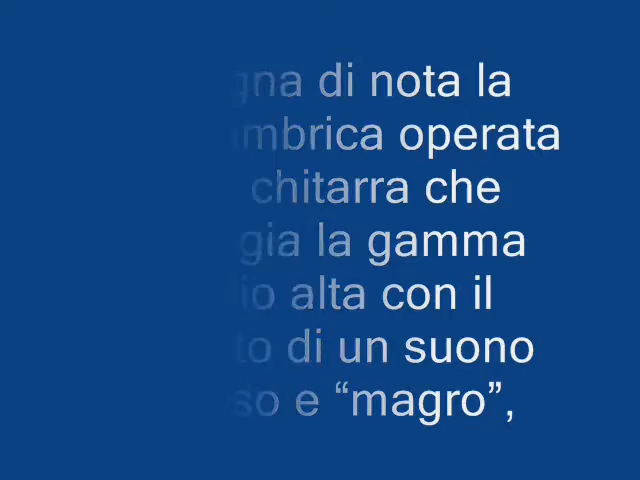 gna di nota la
mbrica operata
chitarra che
gia la gamma
io alta con il
to di un suono
so e “magro”,